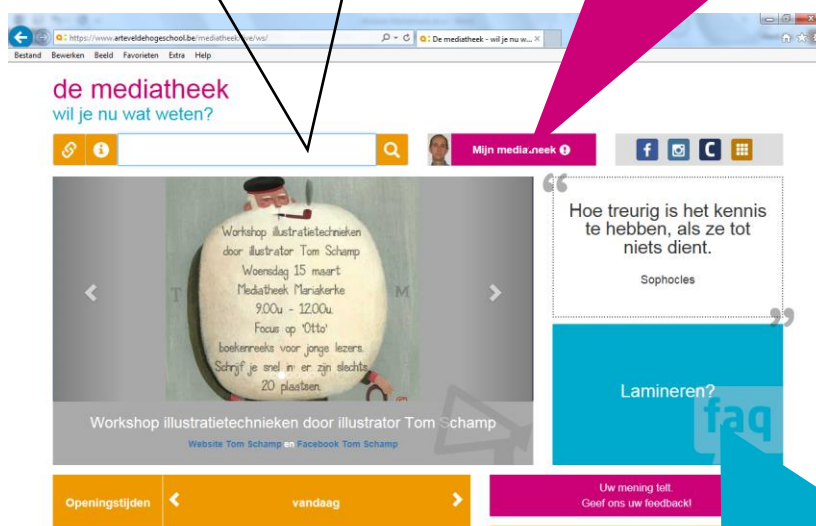 https://www.arteveldehogeschool.be/mediatheek
/ws/
De mediatheek - wil je nu w...
Bestand Bewerken Beeld Favorieten Extra Help
de mediatheek
wil je nu wat weten?
Mijn mediatheek
Workshop illustratietechnieken
door illustrator Tom Schamp
Woensdag 15 maart
Mediatheek Mariakerke
9.00u - 12.00u
Focus op 'Otto'
boekenreeks voor jonge lezers.
Schrijf je snel in: er zijn slechts
20 plaatsen.
T
M
Workshop illustratietechnieken door illustrator Tom Schamp
Website Tom Schamp en Facebook Tom Schamp
“
Hoe treurig is het kennis
te hebben, als ze tot
niets dient.
Sophocles
”
Lamineren?
faq
Openingstijden
vandaag
Uw mening telt.
Geef ons uw feedback!